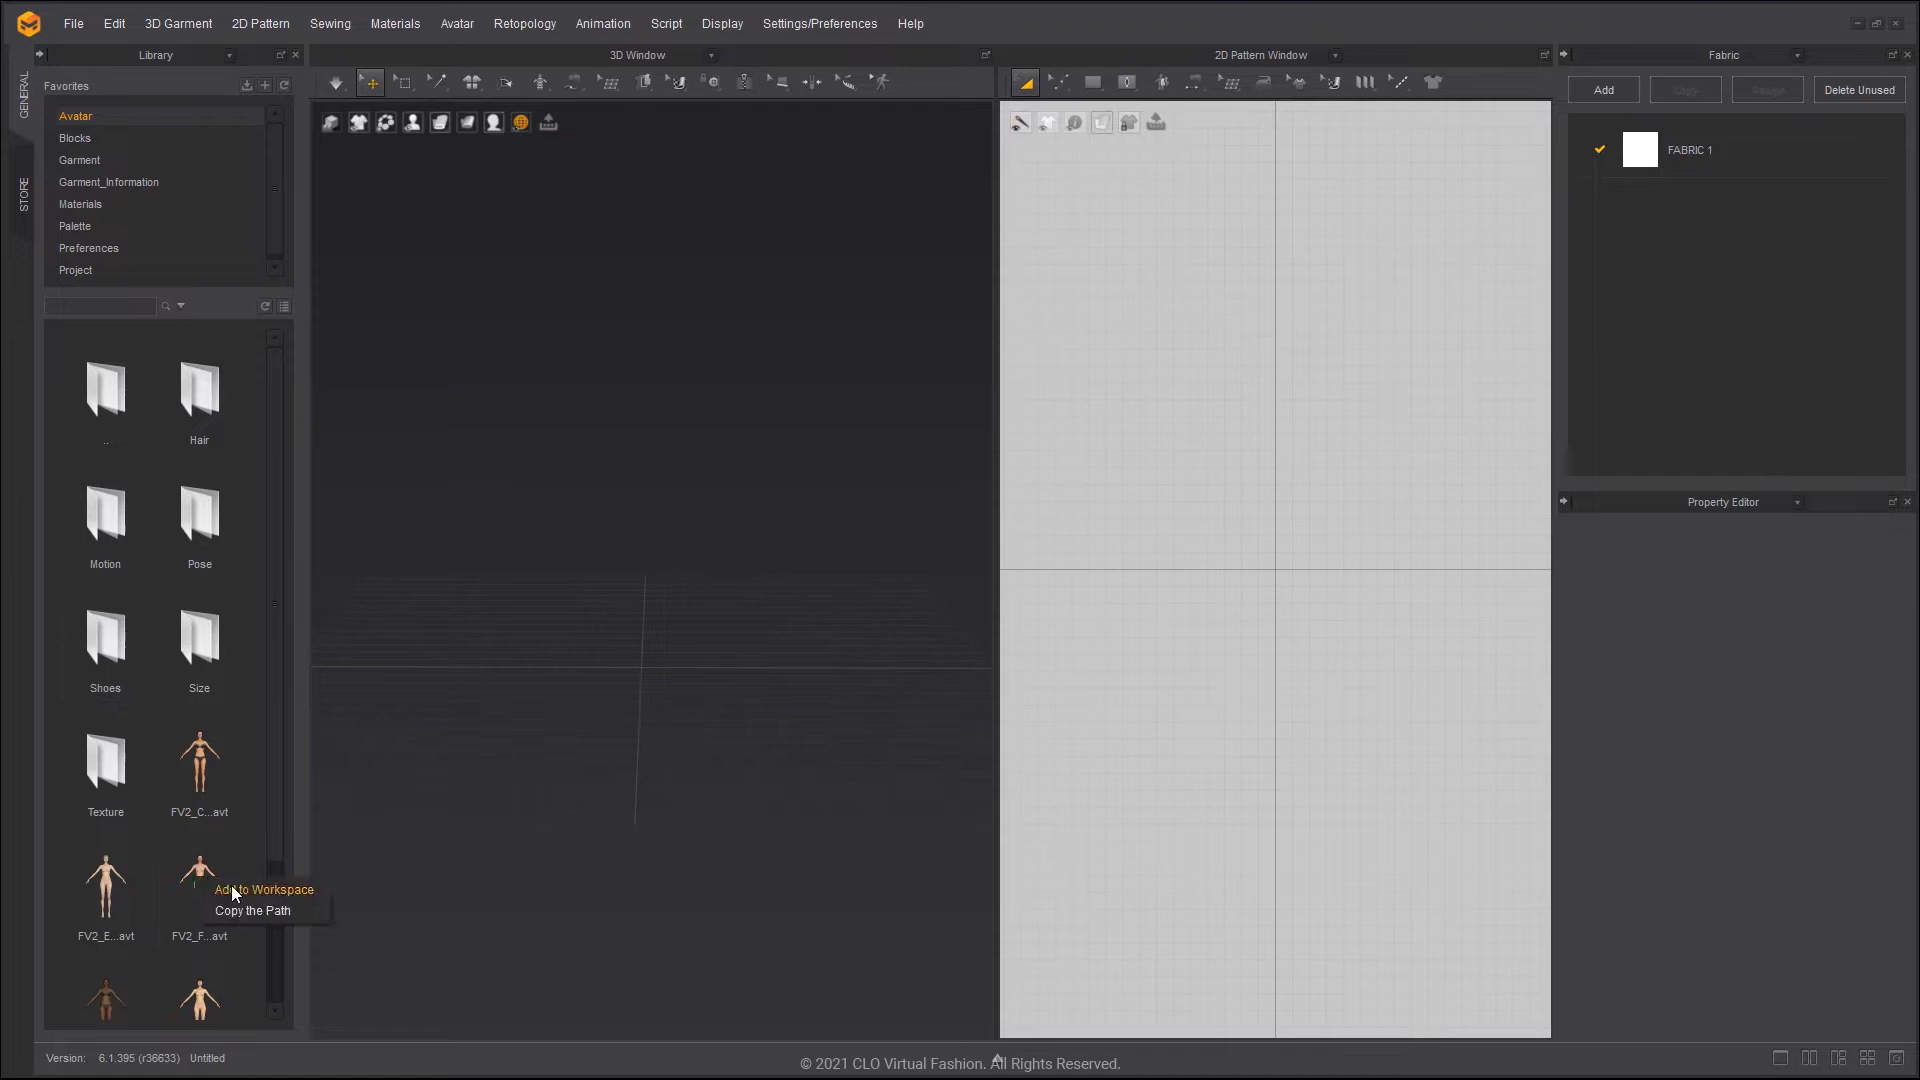 File Edit 3D Garment 2D Pattern Sewing Materials Avatar Retopology Animation Script Display Settings/Preferences Help
Library
3D Window
2D Pattern Window
Fabric
GENERAL
STORE
Favorites
Avatar
Blocks
Garment
Garment_Information
Materials
Palette
Preferences
Project
Add
Delete Unused
FABRIC 1
Property Editor
..
Hair
Motion
Pose
Shoes
Size
Texture
FV2_C...avt
FV2_E...avt
FV2_F...avt
Add to Workspace
Copy the Path
Version: 6.1.395 (r36633) Untitled
© 2021 CLO Virtual Fashion. All Rights Reserved.